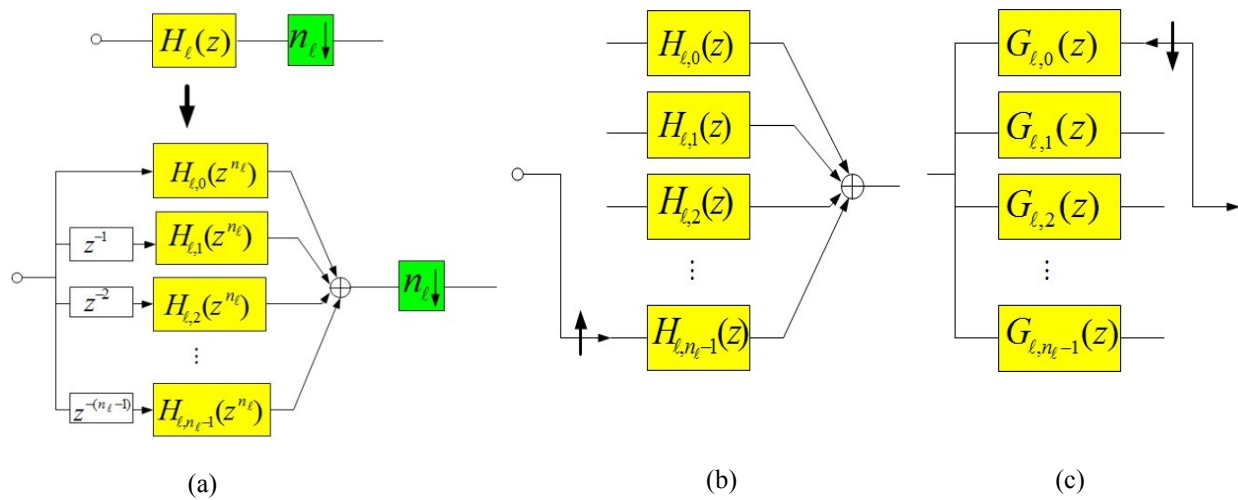 Hℓ(z)
nℓ↓
Hℓ,0(z^nℓ)
z^-1
Hℓ,1(z^nℓ)
z^-2
Hℓ,2(z^nℓ)
⋮
z^-(nℓ-1)
Hℓ,nℓ-1(z^nℓ)
nℓ↓
(a)
Hℓ,0(z)
Hℓ,1(z)
Hℓ,2(z)
⋮
Hℓ,nℓ-1(z)
(b)
Gℓ,0(z)
Gℓ,1(z)
Gℓ,2(z)
⋮
Gℓ,nℓ-1(z)
(c)